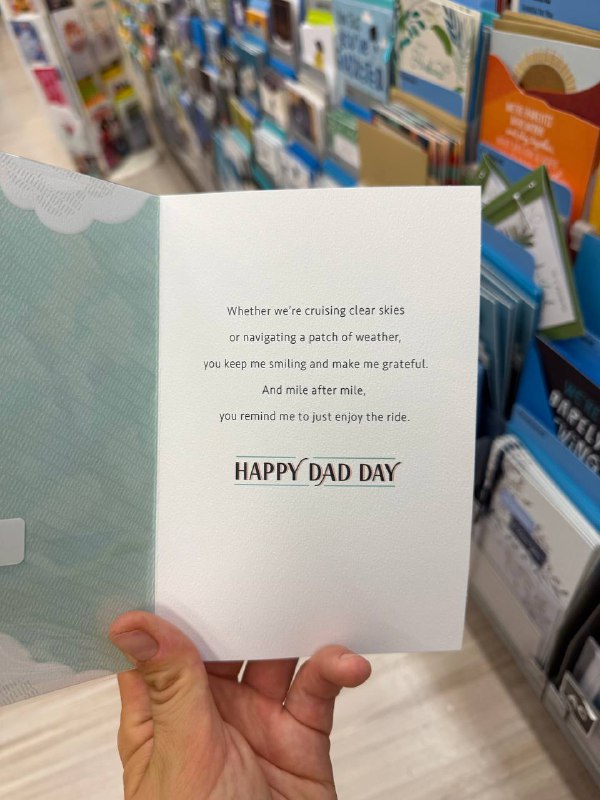 Whether we're cruising clear skies
or navigating a patch of weather,
you keep me smiling and make me grateful.
And mile after mile,
you remind me to just enjoy the ride.
HAPPY DAD DAY